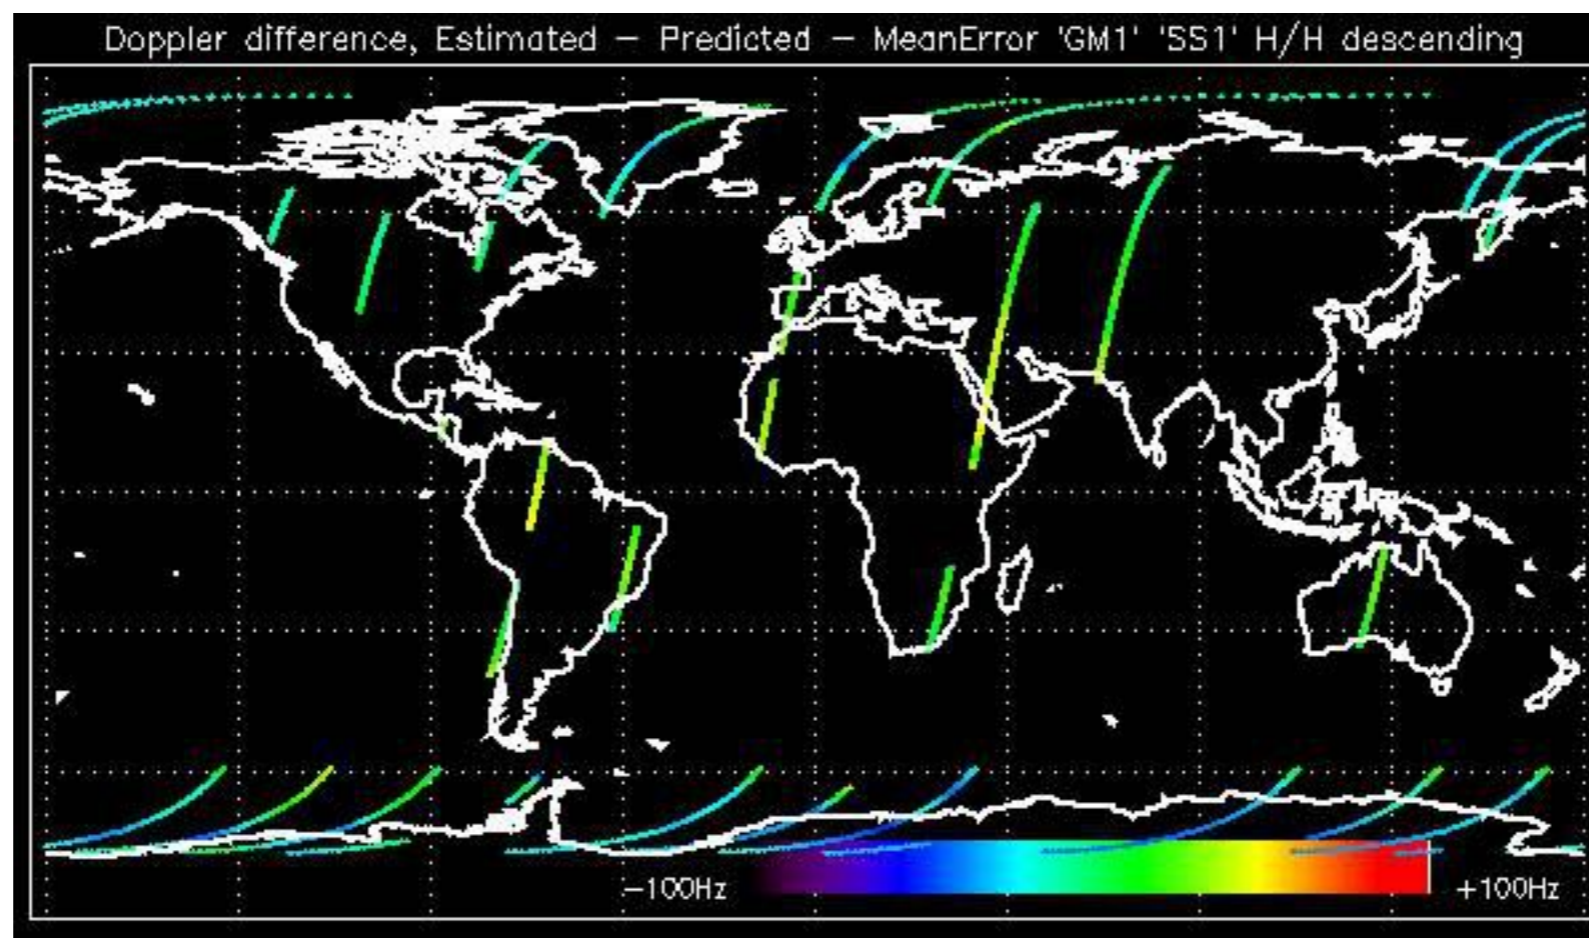 Doppler difference, Estimated – Predicted – MeanError 'GM1' 'SS1' H/H descending
–100Hz +100Hz